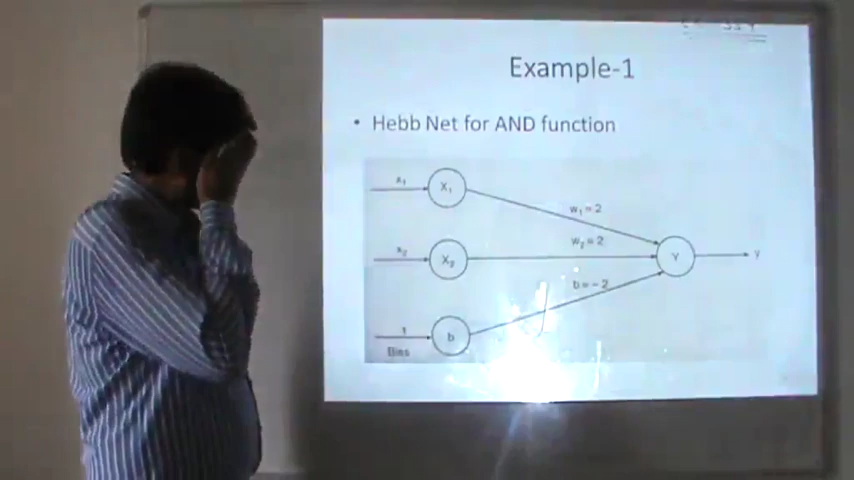 Example-1
• Hebb Net for AND function
x₁
X₁
w₁ = 2
x₂
X₂
w₂ = 2
Y
y
b = -2
1
b
Bias